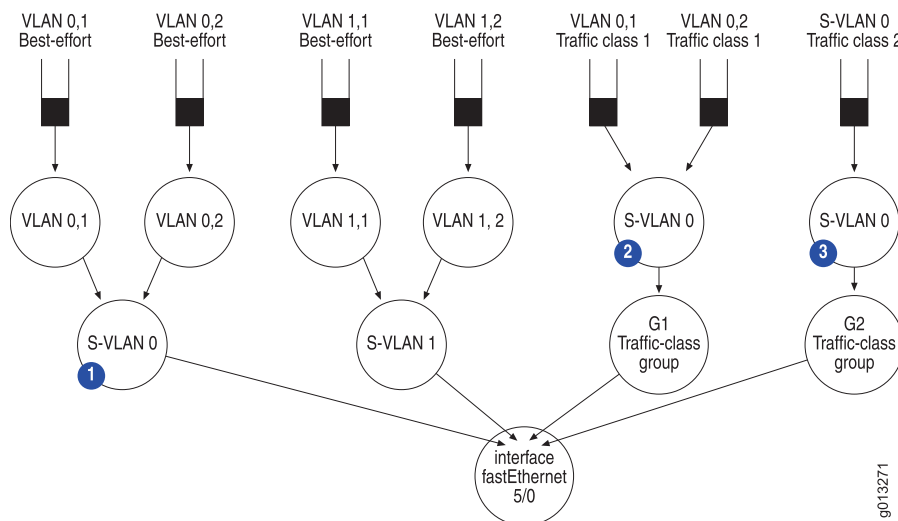 VLAN 0,1
Best-effort
VLAN 0,2
Best-effort
VLAN 1,1
Best-effort
VLAN 1,2
Best-effort
VLAN 0,1
Traffic class 1
VLAN 0,2
Traffic class 1
S-VLAN 0
Traffic class 2
VLAN 0,1
VLAN 0,2
VLAN 1,1
VLAN 1, 2
S-VLAN 0
2
S-VLAN 0
3
S-VLAN 0
1
S-VLAN 1
G1
Traffic-class
group
G2
Traffic-class
group
interface
fastEthernet
5/0
g013271